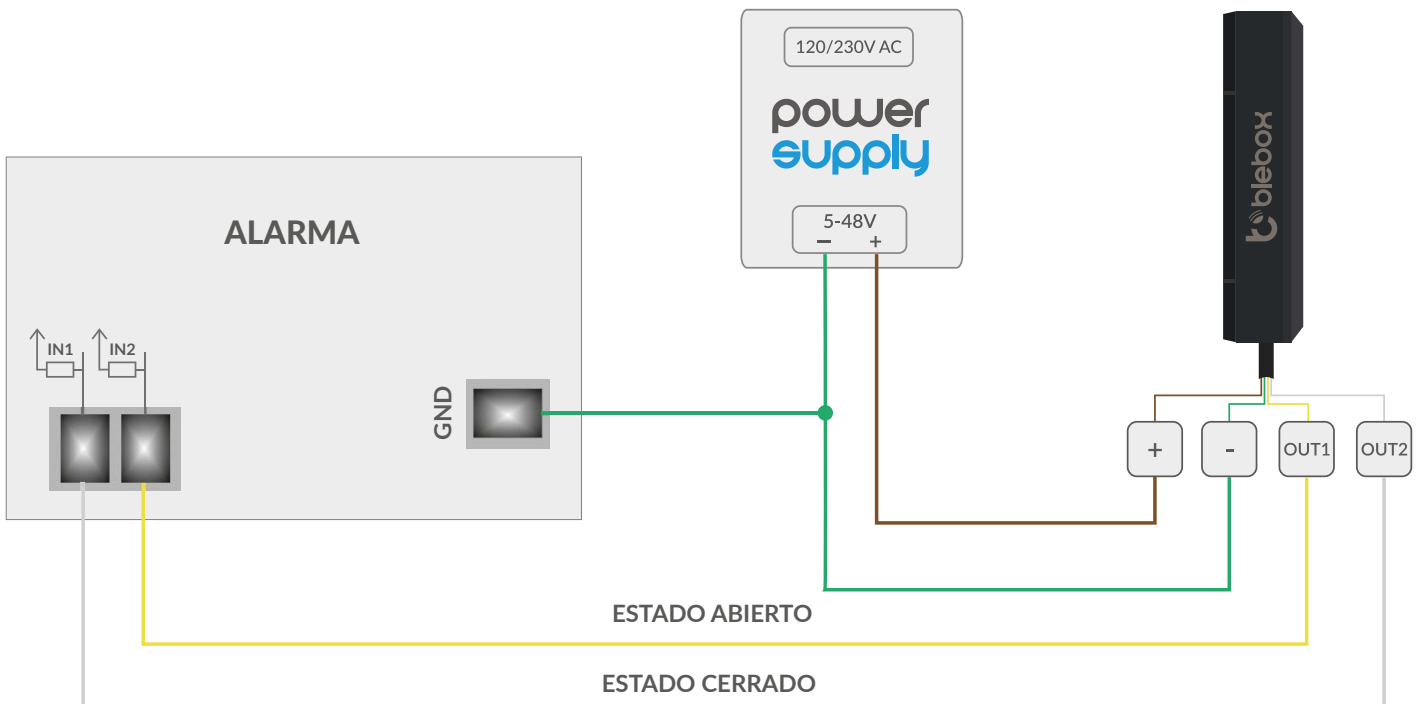 120/230V AC
power
supply
5-48V
– +
blebox
ALARMA
IN1 IN2
GND
+ - OUT1 OUT2
ESTADO ABIERTO
ESTADO CERRADO